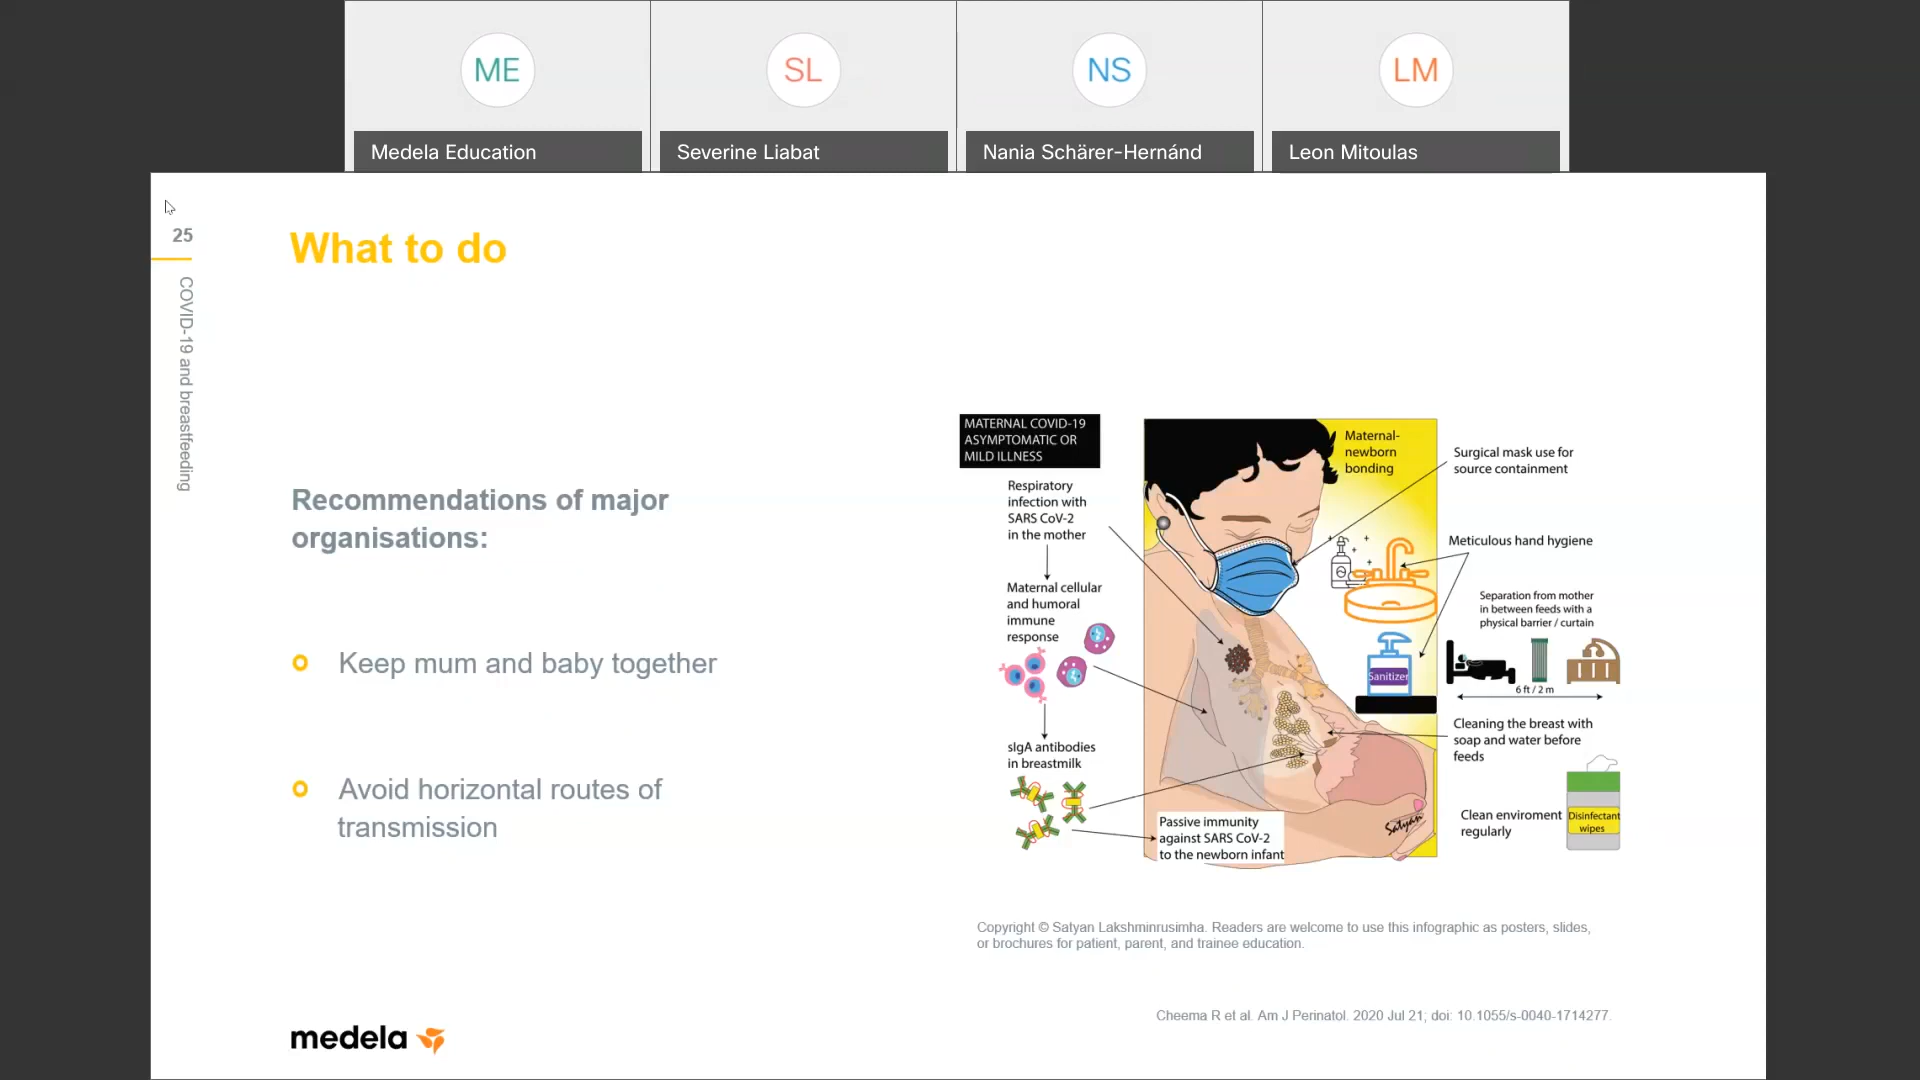 ME
SL
NS
LM
Medela Education
Severine Liabat
Nania Schärer-Hernánd
Leon Mitoulas
25
COVID-19 and breastfeeding
What to do
Recommendations of major
organisations:
Keep mum and baby together
Avoid horizontal routes of
transmission
MATERNAL COVID-19
ASYMPTOMATIC OR
MILD ILLNESS
Respiratory
infection with
SARS CoV-2
in the mother
Maternal cellular
and humoral
immune
response
sIgA antibodies
in breastmilk
Maternal-
newborn
bonding
Sanitizer
Passive immunity
against SARS CoV-2
to the newborn infant
Satyan
Surgical mask use for
source containment
Meticulous hand hygiene
Separation from mother
in between feeds with a
physical barrier / curtain
6 ft / 2 m
Cleaning the breast with
soap and water before
feeds
Clean enviroment
regularly
Disinfectant
wipes
Copyright © Satyan Lakshminrusimha. Readers are welcome to use this infographic as posters, slides,
or brochures for patient, parent, and trainee education.
Cheema R et al. Am J Perinatol. 2020 Jul 21; doi: 10.1055/s-0040-1714277.
medela